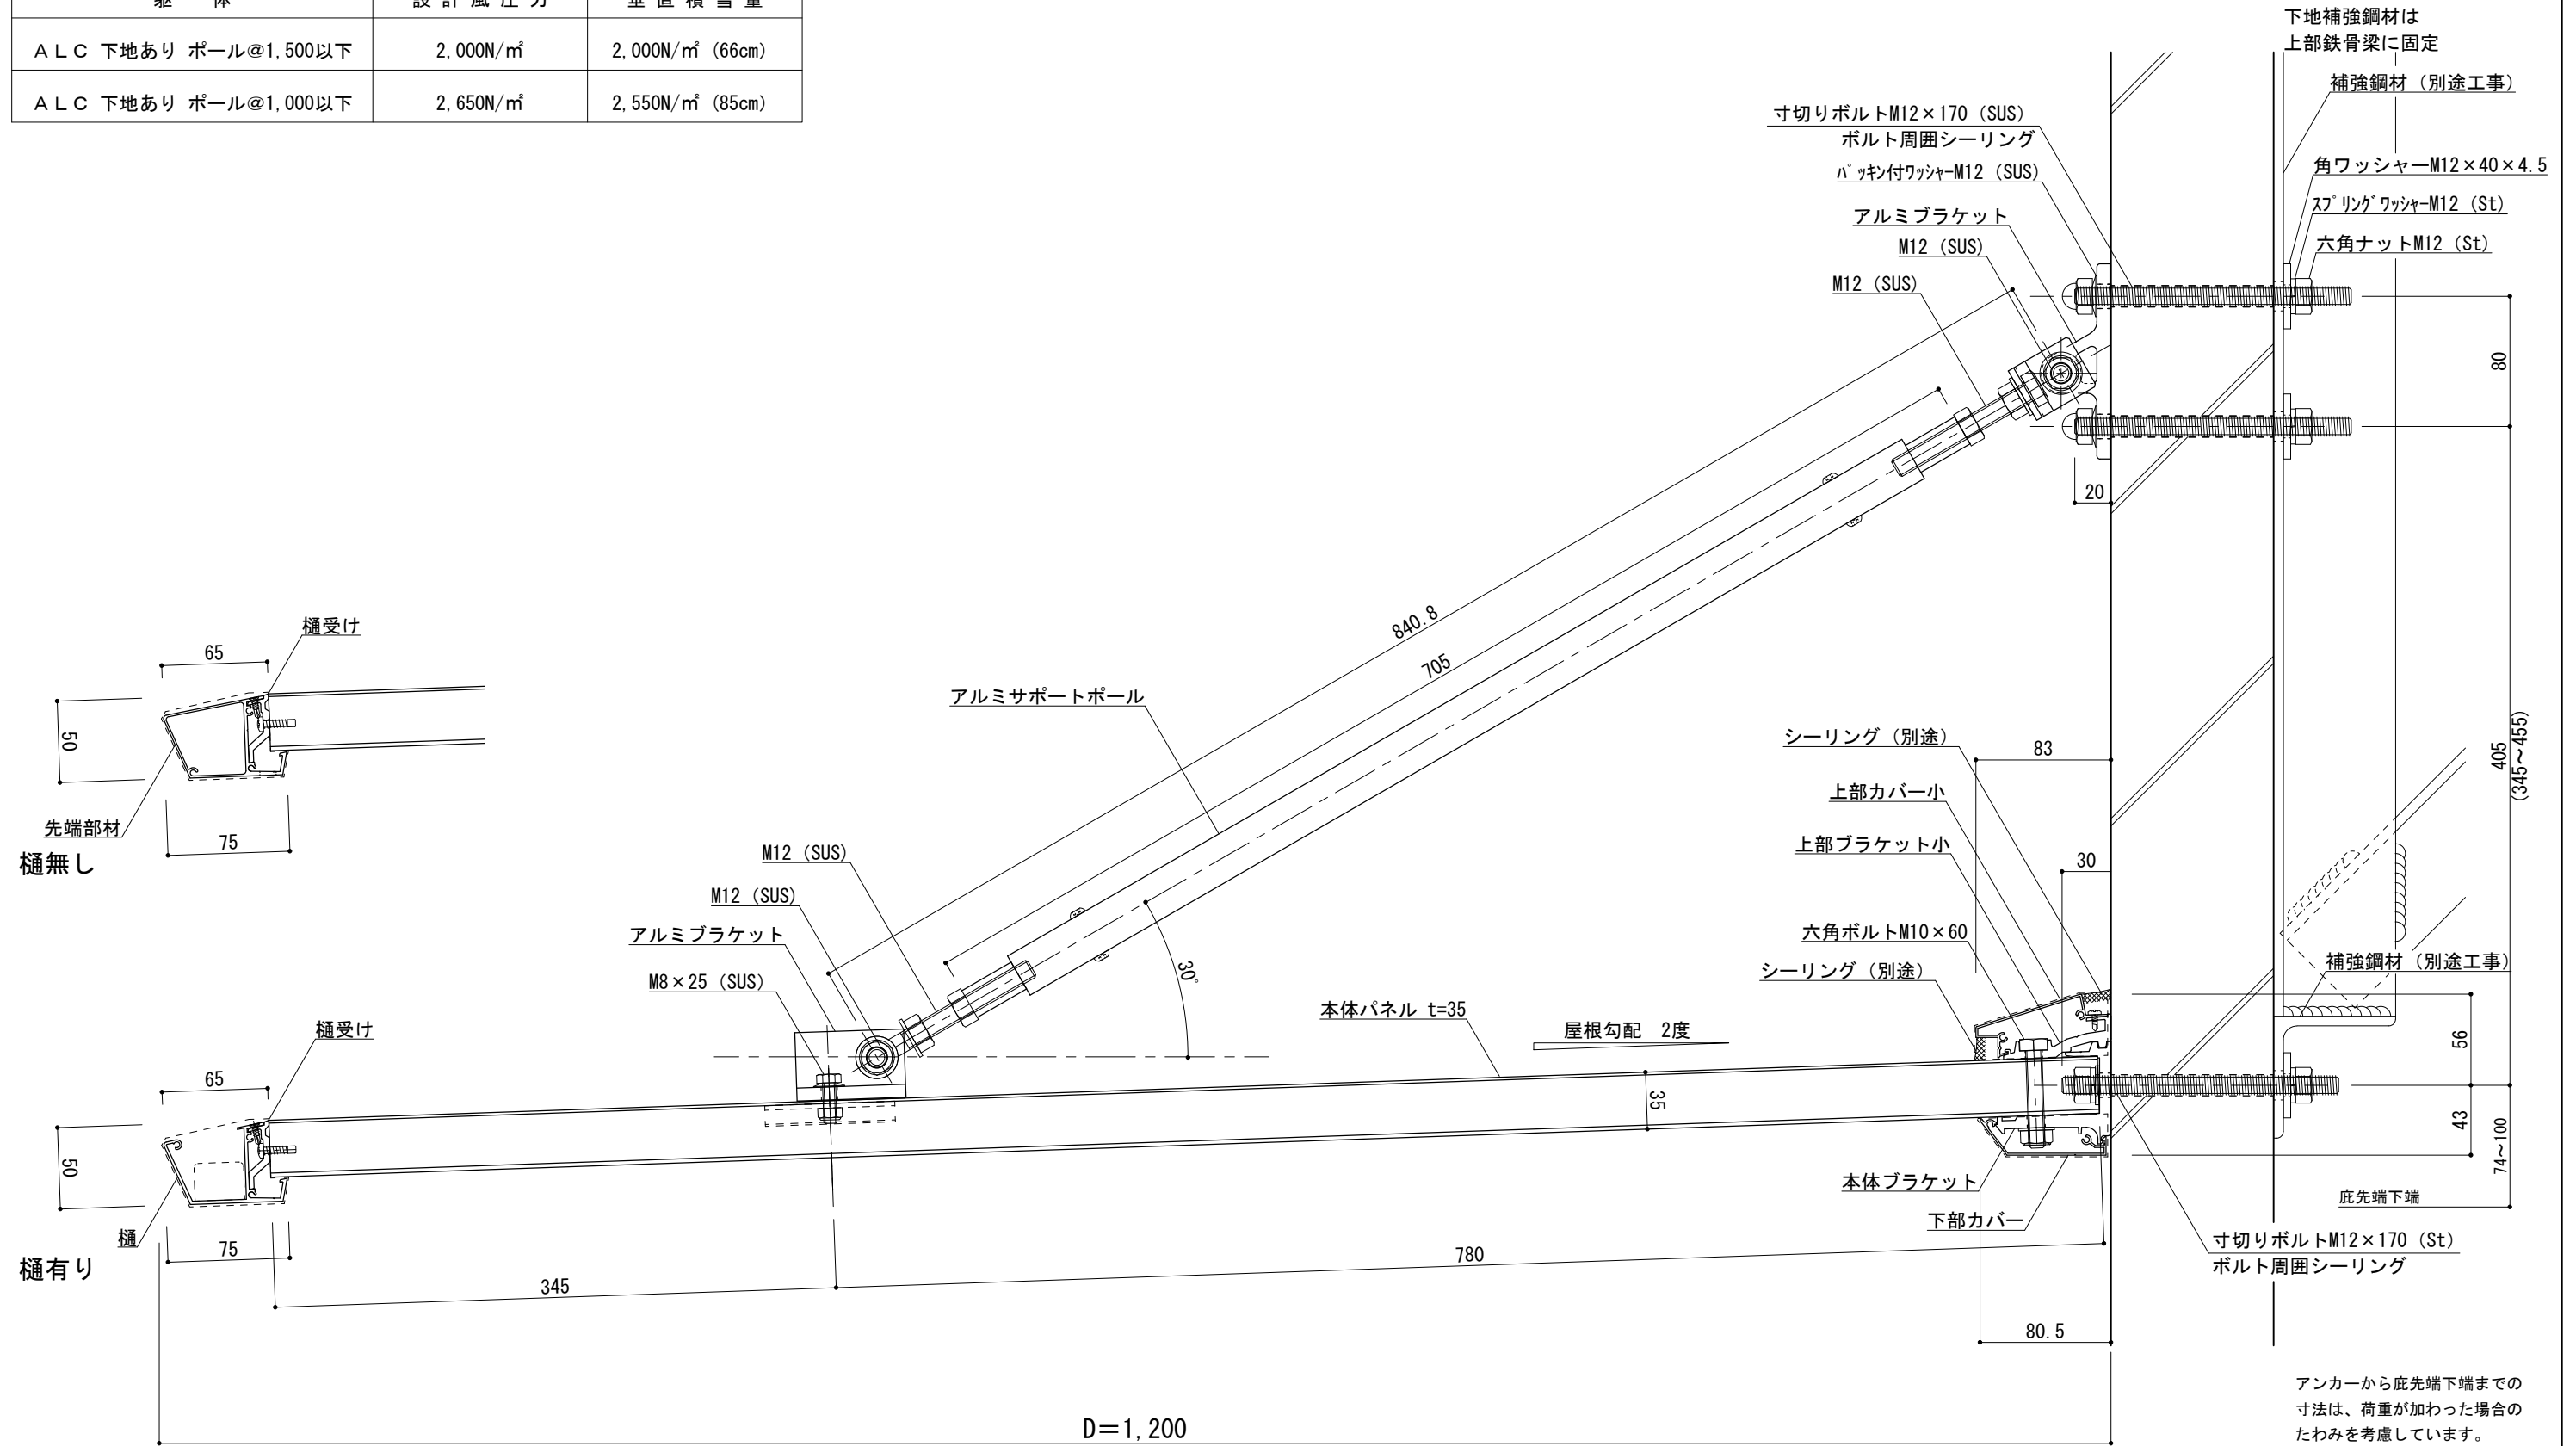 躯体 設計風圧力 垂直積雪量
ALC 下地あり ポール@1,500以下 2,000N/㎡ 2,000N/㎡ (66cm)
ALC 下地あり ポール@1,000以下 2,650N/㎡ 2,550N/㎡ (85cm)
下地補強鋼材は
上部鉄骨梁に固定
補強鋼材（別途工事）
寸切りボルトM12×170（SUS）
ボルト周囲シーリング
ﾊﾟｯｷﾝ付ﾜｯｼｬｰM12（SUS）
アルミブラケット
M12（SUS）
M12（SUS）
角ワッシャーM12×40×4.5
ｽﾌﾟﾘﾝｸﾞﾜｯｼｬｰM12（St）
六角ナットM12（St）
80
20
840.8
705
アルミサポートポール
樋受け
65
50
先端部材
75
樋無し
シーリング（別途）
83
405
(345~455)
上部カバー小
上部ブラケット小
30
六角ボルトM10×60
シーリング（別途）
補強鋼材（別途工事）
M12（SUS）
M12（SUS）
アルミブラケット
M8×25（SUS）
30°
本体パネル t=35
屋根勾配 2度
35
56
43
74~100
庇先端下端
樋受け
65
50
樋
75
樋有り
本体ブラケット
下部カバー
寸切りボルトM12×170（St）
ボルト周囲シーリング
345
780
80.5
D＝1,200
アンカーから庇先端下端までの
寸法は、荷重が加わった場合の
たわみを考慮しています。